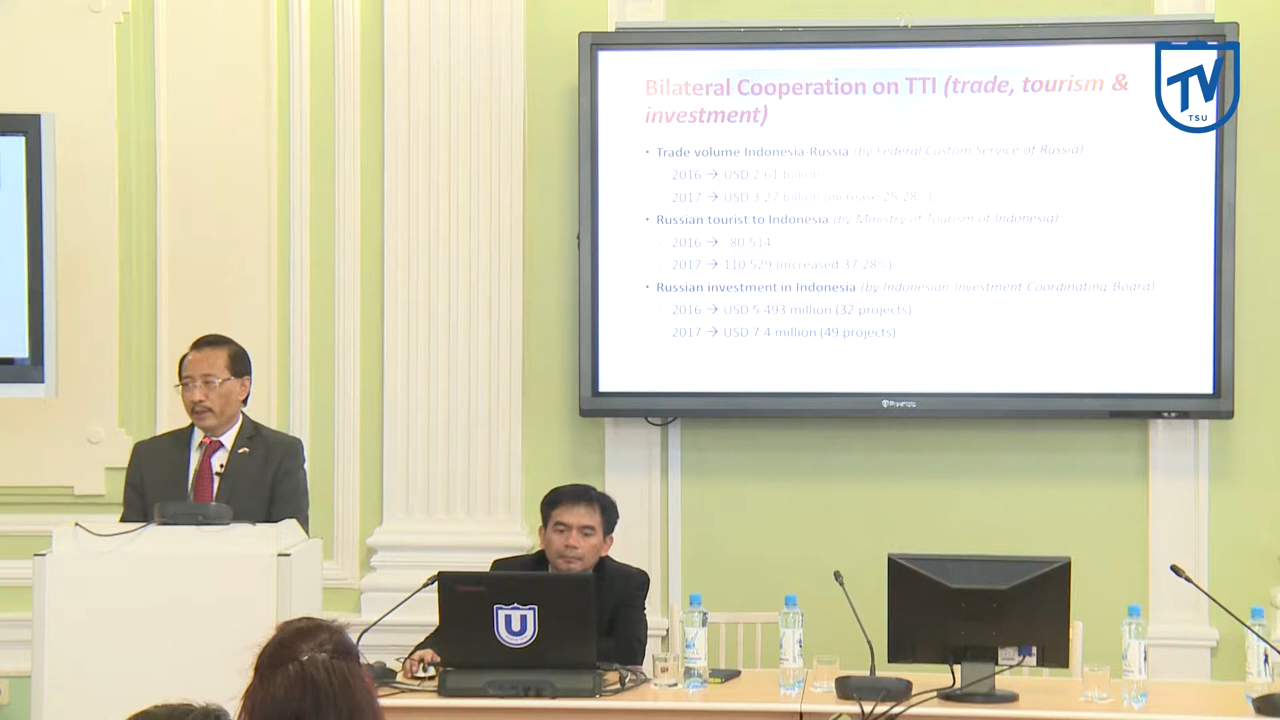 Bilateral Cooperation on TTI (trade, tourism &
investment)
• Trade volume Indonesia-Russia (by Federal Custom Service of Russia)
2016 → USD 2.61 billion
2017 → USD 3.27 billion (increase 25.28%)
• Russian tourist to Indonesia (by Ministry of Tourism of Indonesia)
2016 → 80.514
2017 → 110.529 (increased 37.28%)
• Russian investment in Indonesia (by Indonesian Investment Coordinating Board)
2016 → USD 5.493 million (32 projects)
2017 → USD 7.4 million (49 projects)
TV
TSU
U